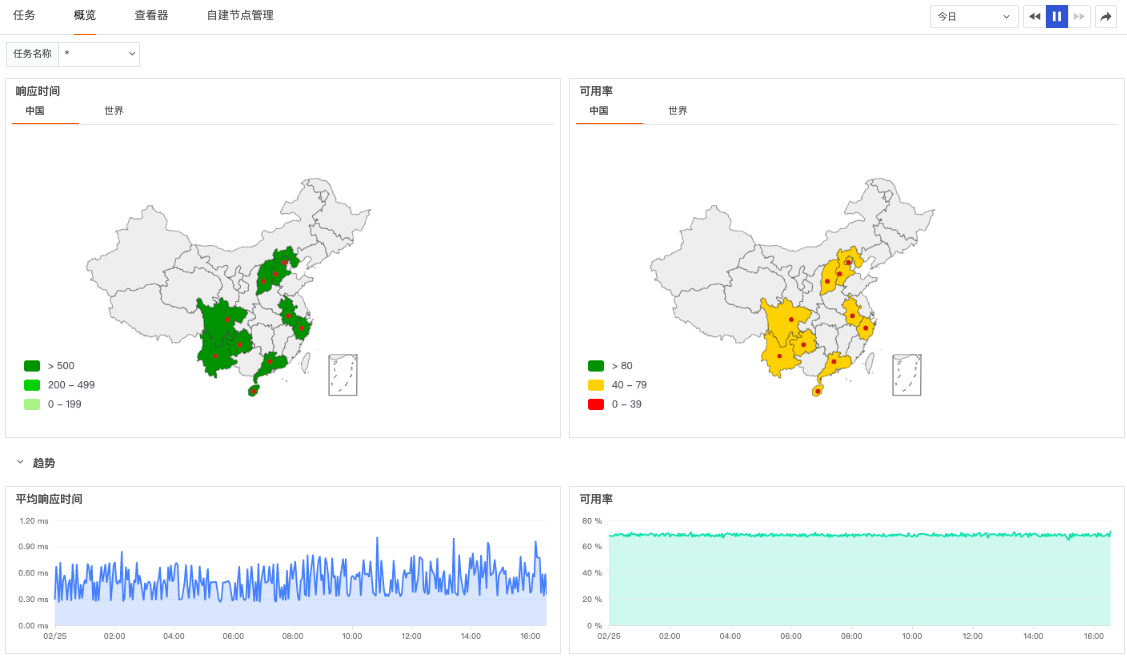 任务 概览 查看器 自建节点管理 今日
任务名称 *
响应时间
中国 世界
> 500
200 – 499
0 – 199
可用率
中国 世界
> 80
40 – 79
0 – 39
趋势
平均响应时间
1.20 ms
0.90 ms
0.60 ms
0.30 ms
0.00 ms
02/25 02:00 04:00 06:00 08:00 10:00 12:00 14:00 16:00
可用率
80 %
60 %
40 %
20 %
0 %
02/25 02:00 04:00 06:00 08:00 10:00 12:00 14:00 16:00